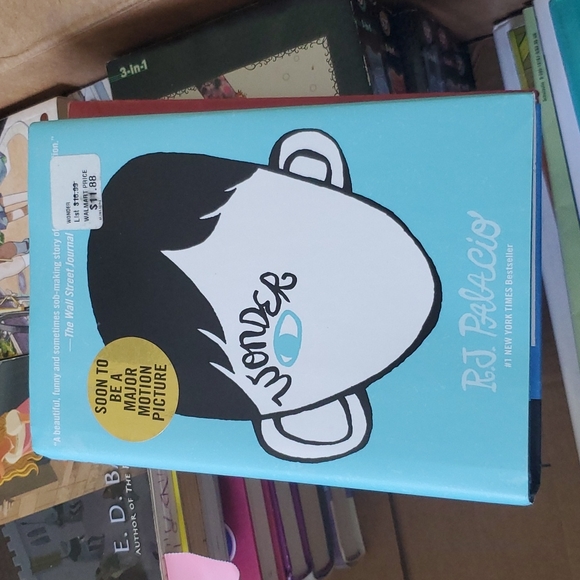 "A beautiful, funny and sometimes sob-making story of
tion."
—The Wall Street Journal
WONDER
List $16.99
WALMART PRICE
$11.88
SOON TO
BE A
MAJOR
MOTION
PICTURE
WONDER
R.J. PALACIO
#1 NEW YORK TIMES Bestseller
3-in-1
E. D. B
AUTHOR OF THE